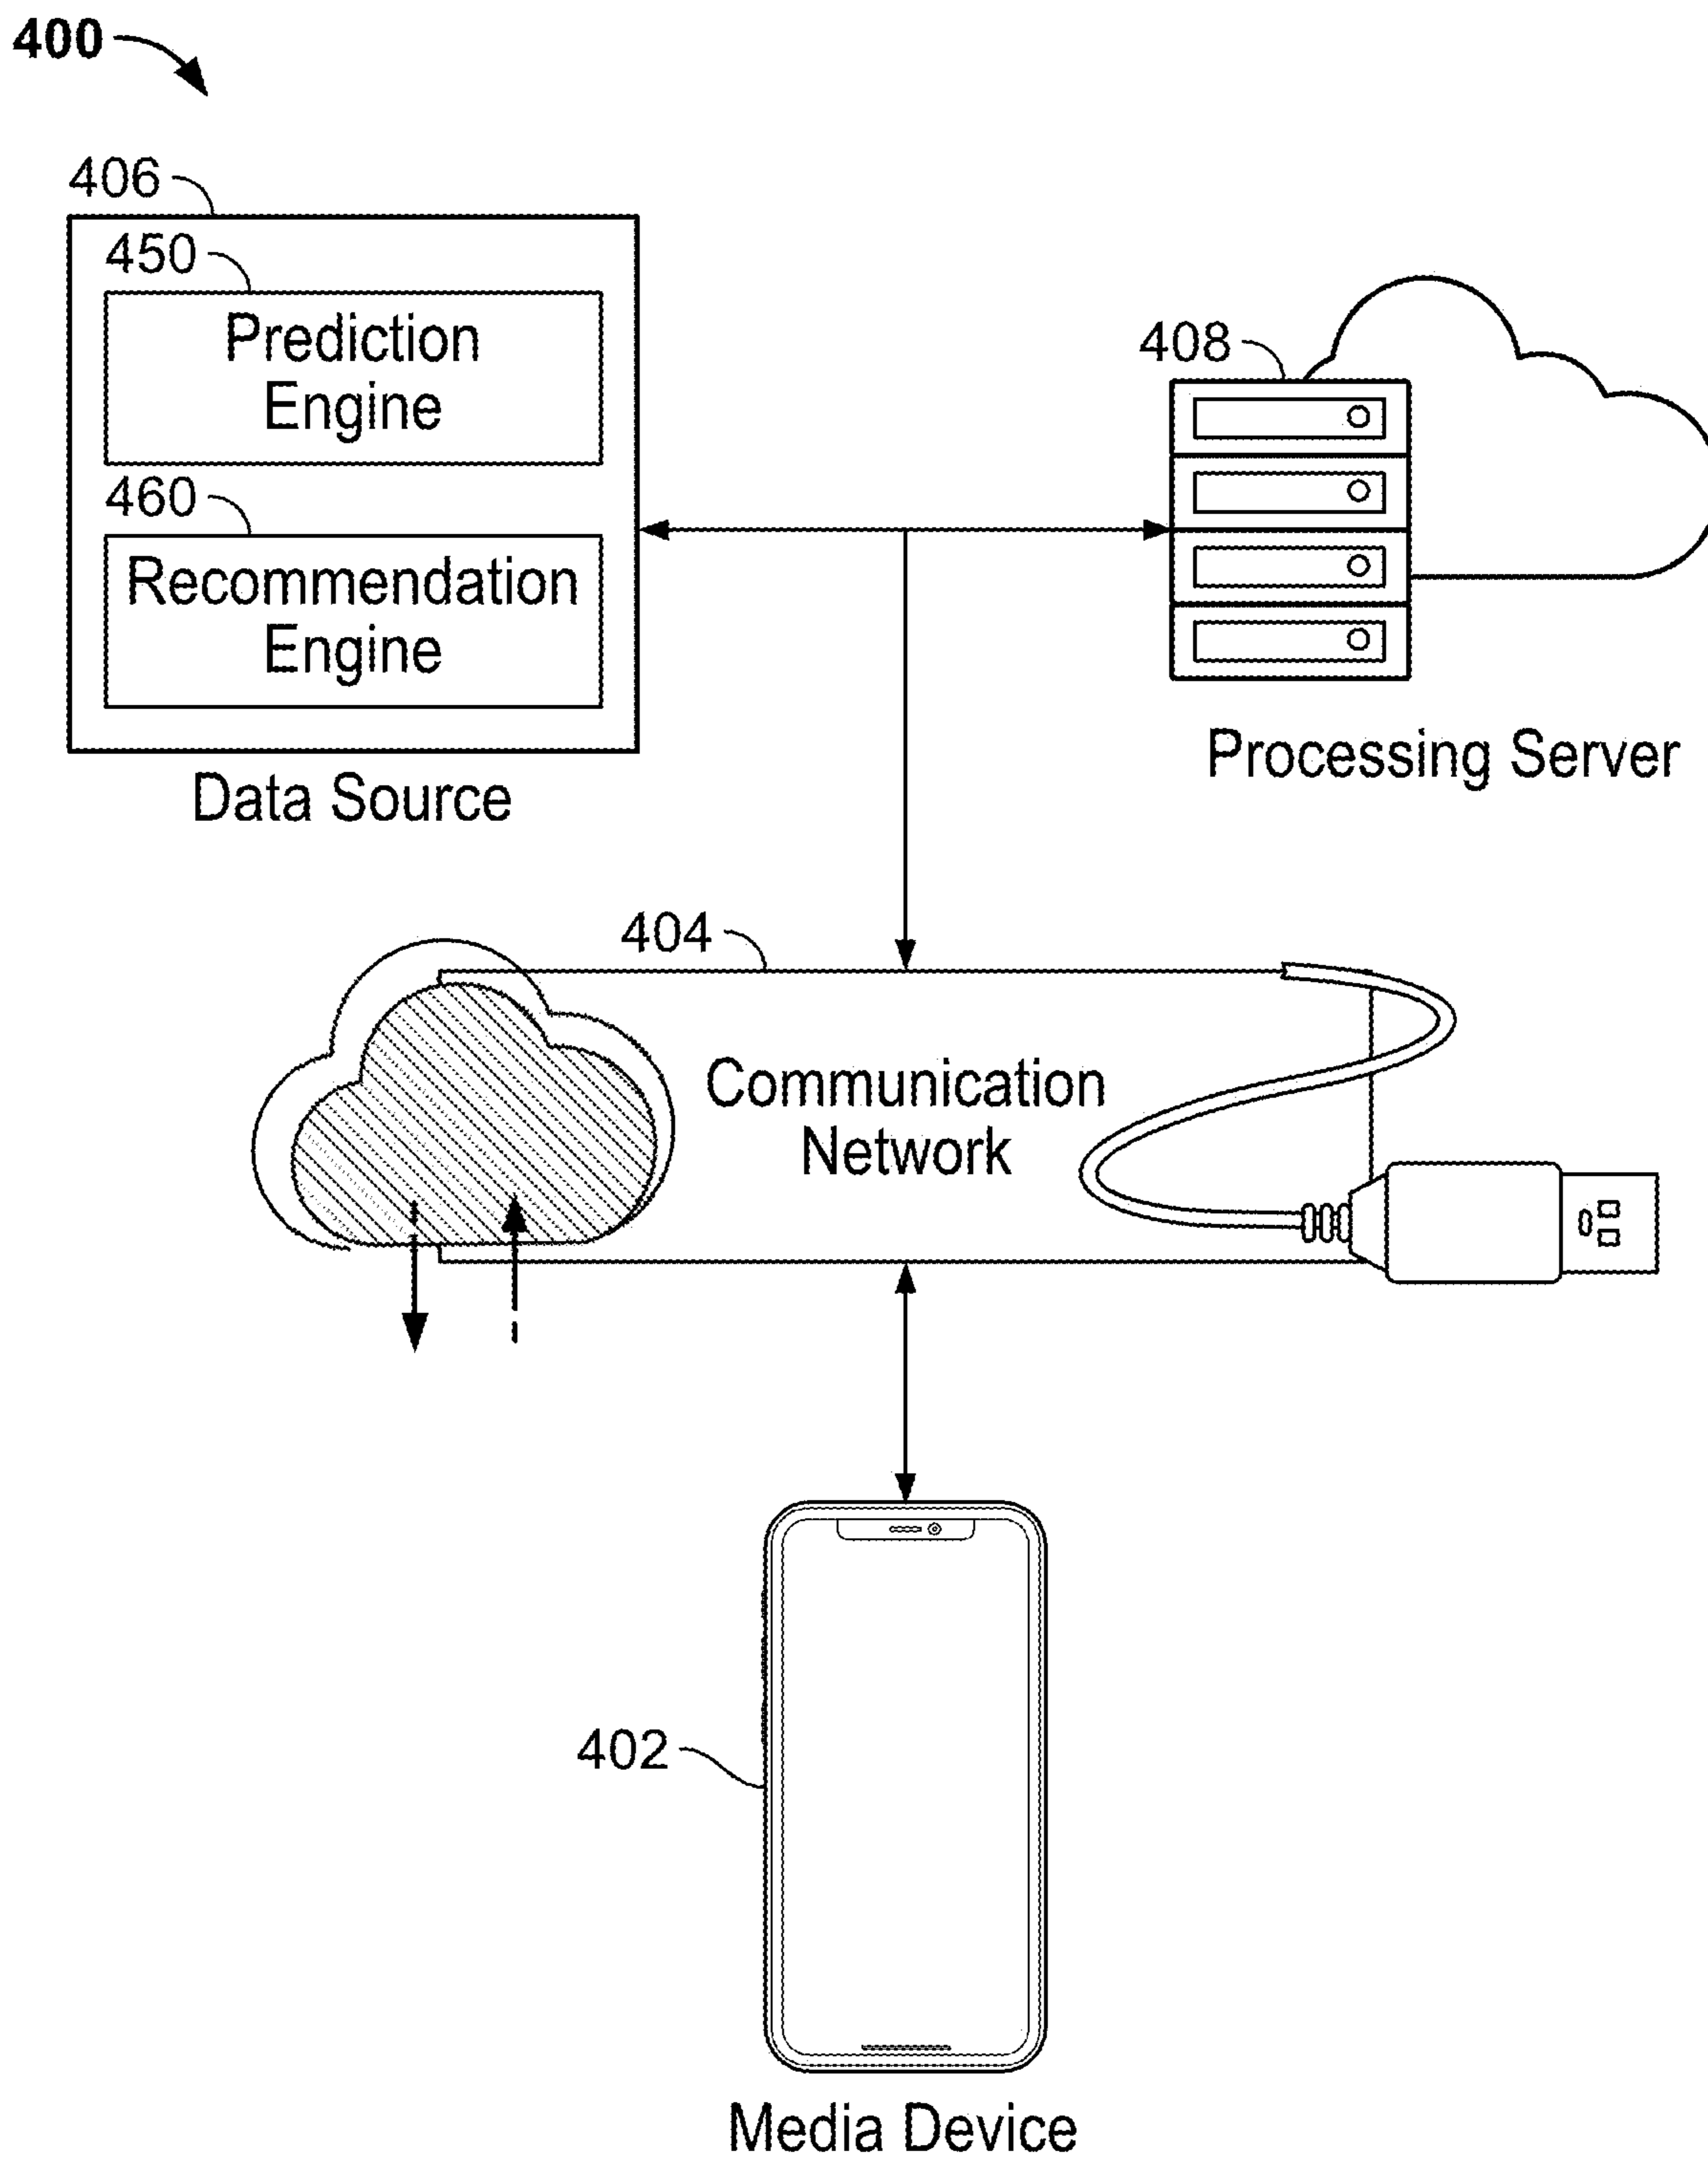 400
406
450
Prediction
Engine
460
Recommendation
Engine
Data Source
408
Processing Server
404
Communication
Network
402
Media Device